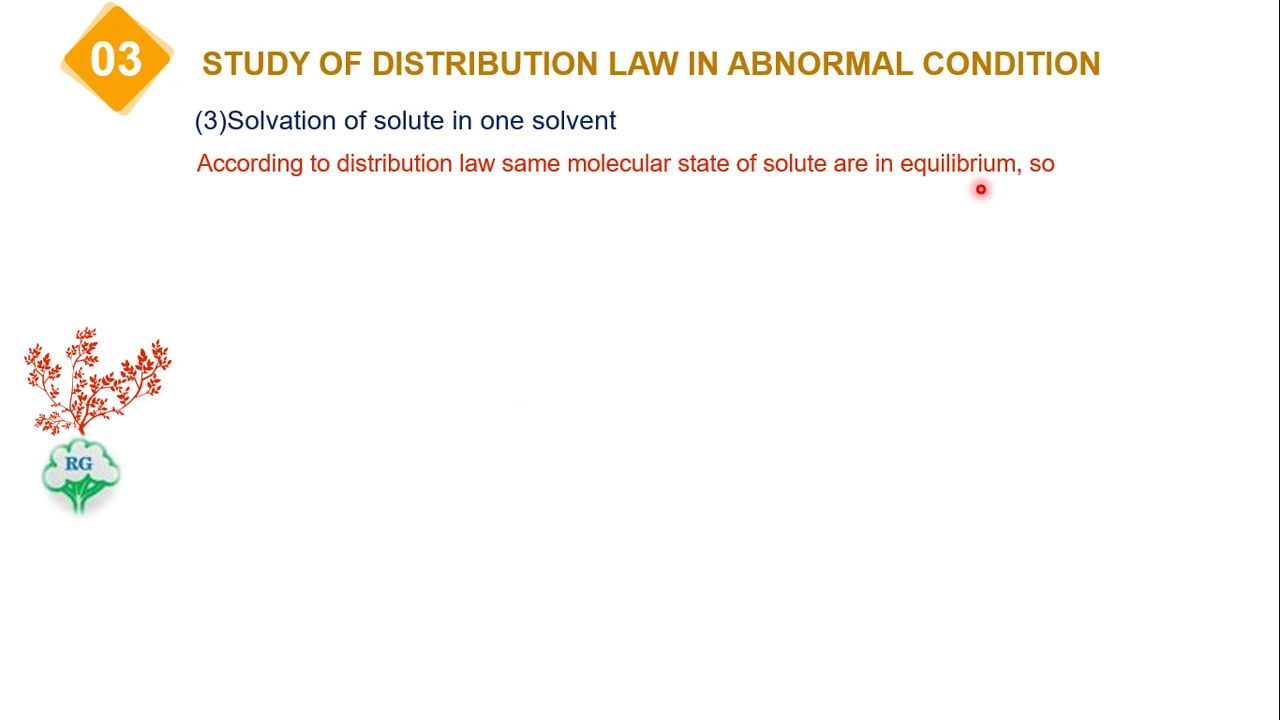 03
STUDY OF DISTRIBUTION LAW IN ABNORMAL CONDITION
(3)Solvation of solute in one solvent
According to distribution law same molecular state of solute are in equilibrium, so
RG